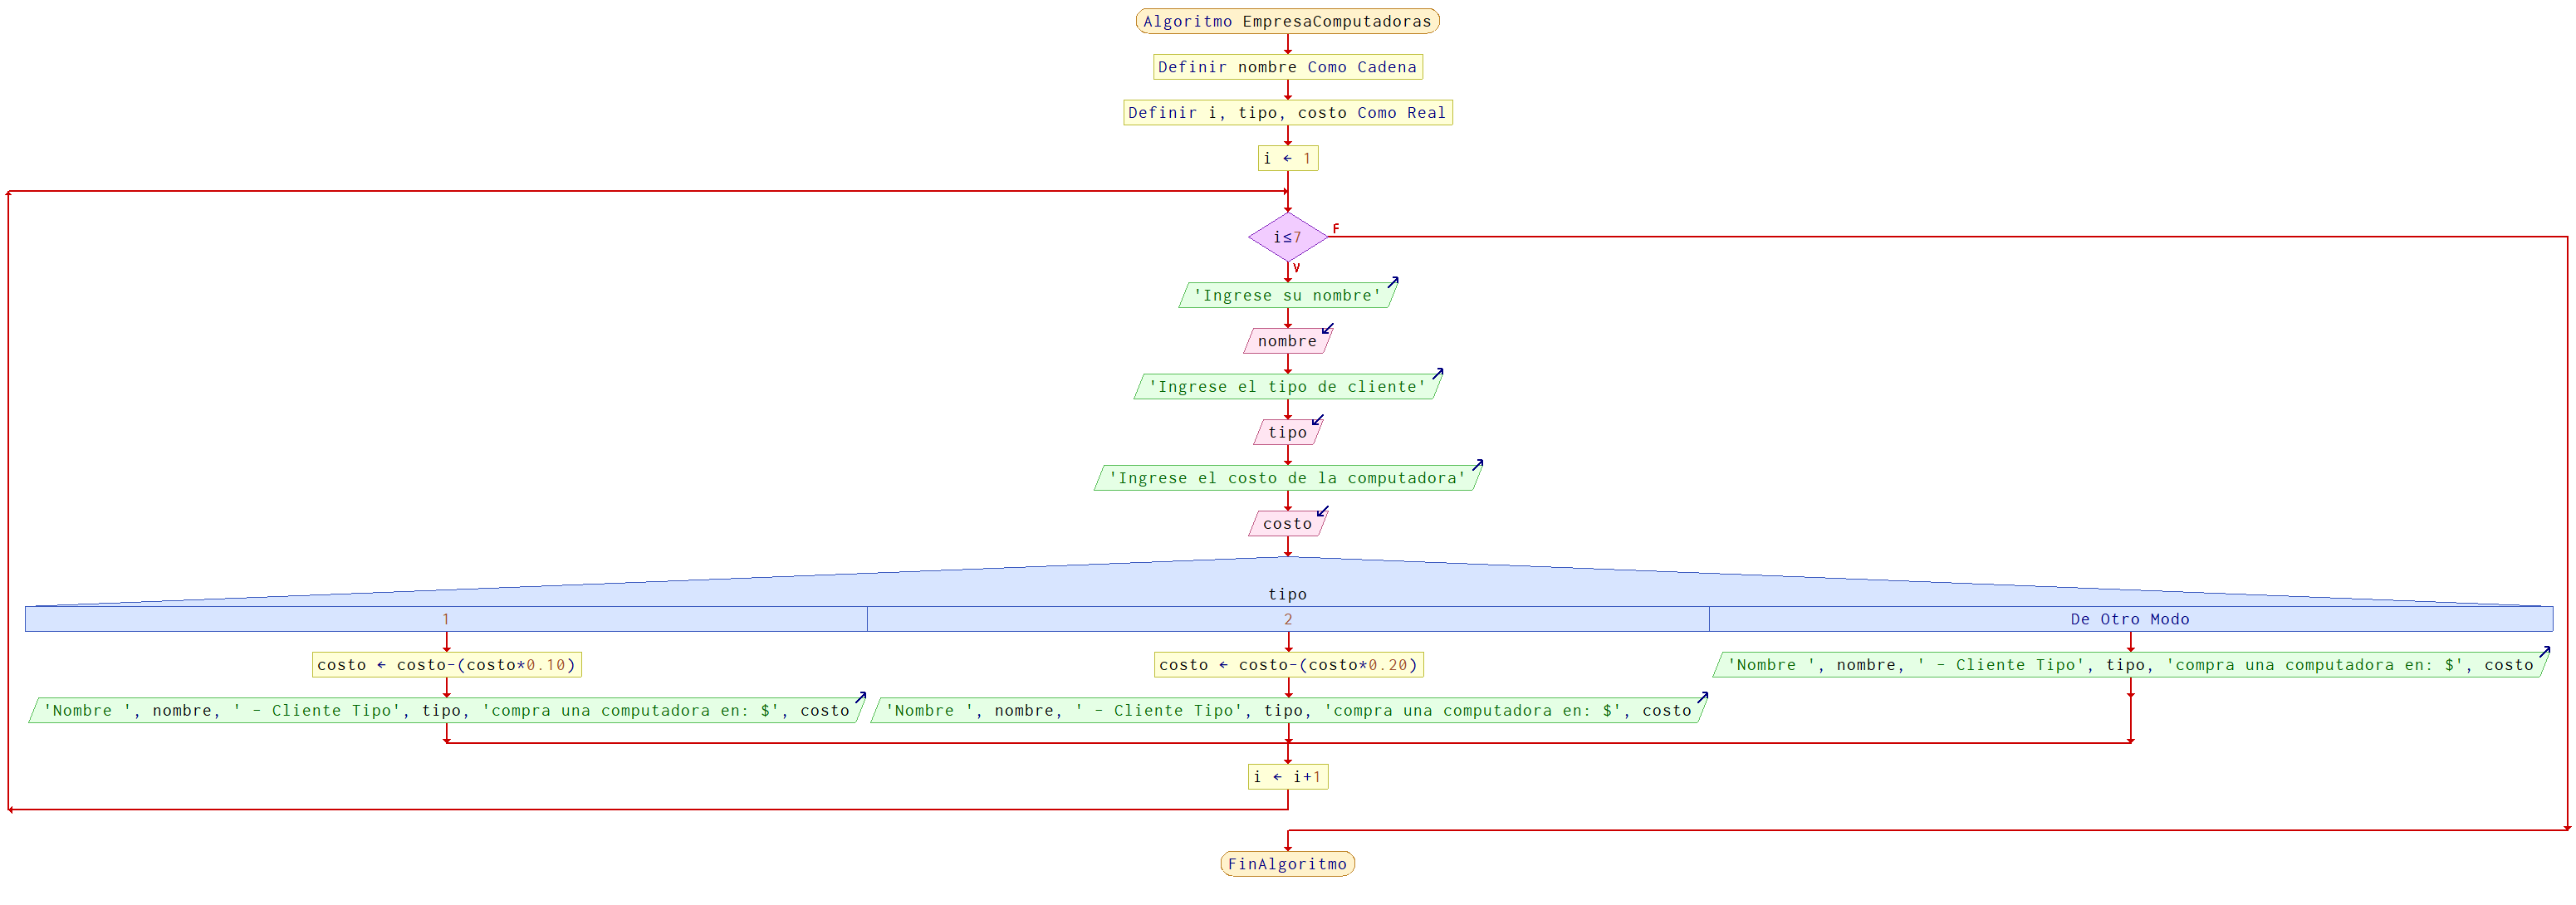 Algoritmo EmpresaComputadoras
Definir nombre Como Cadena
Definir i, tipo, costo Como Real
i ← 1
i≤7
F
V
'Ingrese su nombre'
nombre
'Ingrese el tipo de cliente'
tipo
'Ingrese el costo de la computadora'
costo
tipo
1
2
De Otro Modo
costo ← costo-(costo*0.10)
costo ← costo-(costo*0.20)
'Nombre ', nombre, ' - Cliente Tipo', tipo, 'compra una computadora en: $', costo
'Nombre ', nombre, ' - Cliente Tipo', tipo, 'compra una computadora en: $', costo
'Nombre ', nombre, ' - Cliente Tipo', tipo, 'compra una computadora en: $', costo
i ← i+1
FinAlgoritmo